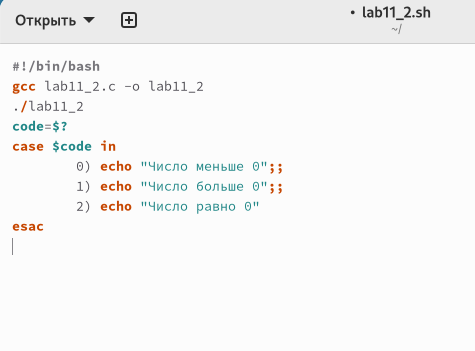 Открыть
• lab11_2.sh
~/
#!/bin/bash
gcc lab11_2.c -o lab11_2
./lab11_2
code=$?
case $code in
        0) echo "Число меньше 0";;
        1) echo "Число больше 0";;
        2) echo "Число равно 0"
esac